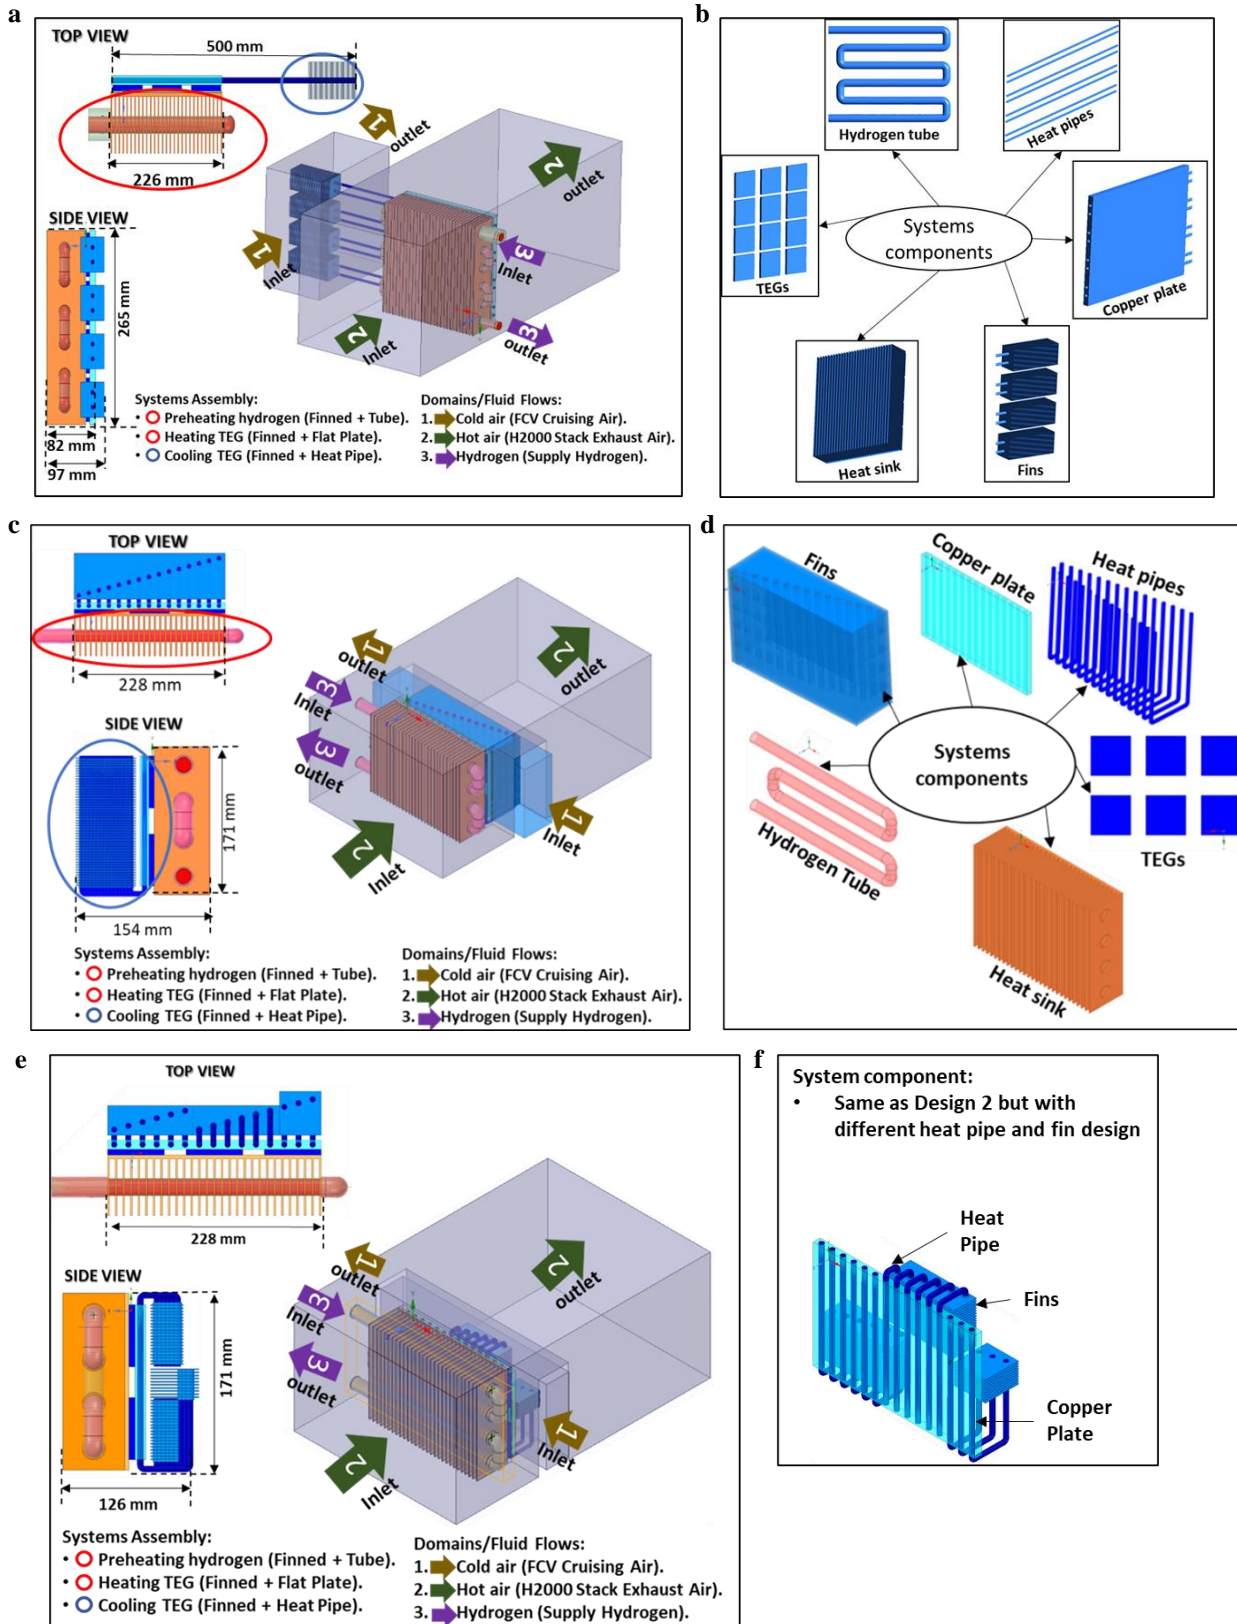 a
TOP VIEW
500 mm
226 mm
1
outlet
2
outlet
1
Inlet
3
Inlet
2
Inlet
3
outlet
SIDE VIEW
265 mm
82 mm
97 mm
Systems Assembly:
• Preheating hydrogen (Finned + Tube).
• Heating TEG (Finned + Flat Plate).
• Cooling TEG (Finned + Heat Pipe).
Domains/Fluid Flows:
1. Cold air (FCV Cruising Air).
2. Hot air (H2000 Stack Exhaust Air).
3. Hydrogen (Supply Hydrogen).
b
Hydrogen tube
Heat pipes
TEGs
Systems
components
Copper plate
Heat sink
Fins
c
TOP VIEW
228 mm
SIDE VIEW
171 mm
154 mm
1
outlet
3
Inlet
3
outlet
2
outlet
2
Inlet
1
Inlet
Systems Assembly:
• Preheating hydrogen (Finned + Tube).
• Heating TEG (Finned + Flat Plate).
• Cooling TEG (Finned + Heat Pipe).
Domains/Fluid Flows:
1. Cold air (FCV Cruising Air).
2. Hot air (H2000 Stack Exhaust Air).
3. Hydrogen (Supply Hydrogen).
d
Fins
Copper plate
Heat pipes
Systems
components
Hydrogen Tube
TEGs
Heat sink
e
TOP VIEW
228 mm
SIDE VIEW
171 mm
126 mm
1
outlet
3
Inlet
3
outlet
2
outlet
2
Inlet
1
Inlet
Systems Assembly:
• Preheating hydrogen (Finned + Tube).
• Heating TEG (Finned + Flat Plate).
• Cooling TEG (Finned + Heat Pipe).
Domains/Fluid Flows:
1. Cold air (FCV Cruising Air).
2. Hot air (H2000 Stack Exhaust Air).
3. Hydrogen (Supply Hydrogen).
f
System component:
• Same as Design 2 but with
different heat pipe and fin design
Heat
Pipe
Fins
Copper
Plate